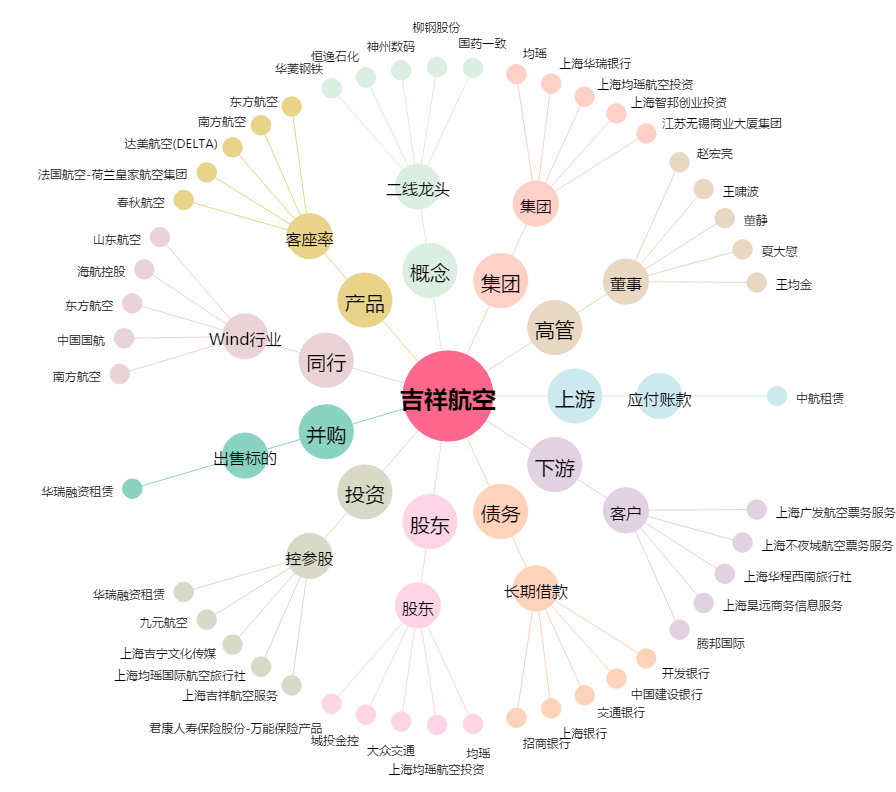 柳钢股份
神州数码
国药一致
恒逸石化
华菱钢铁
均瑶
上海华瑞银行
上海均瑶航空投资
上海智邦创业投资
江苏无锡商业大厦集团
东方航空
南方航空
达美航空(DELTA)
法国航空-荷兰皇家航空集团
春秋航空
二线龙头
集团
赵宏亮
王啸波
董静
夏大慰
王均金
客座率
概念
集团
董事
山东航空
海航控股
东方航空
中国国航
南方航空
产品
高管
Wind行业
同行
吉祥航空
上游
应付账款
中航租赁
并购
出售标的
华瑞融资租赁
投资
下游
股东
债务
客户
上海广发航空票务服务
上海不夜城航空票务服务
上海华程西南旅行社
上海昊远商务信息服务
腾邦国际
控参股
华瑞融资租赁
九元航空
上海吉宁文化传媒
上海均瑶国际航空旅行社
上海吉祥航空服务
股东
长期借款
君康人寿保险股份-万能保险产品
城投金控
大众交通
上海均瑶航空投资
均瑶
开发银行
中国建设银行
交通银行
上海银行
招商银行